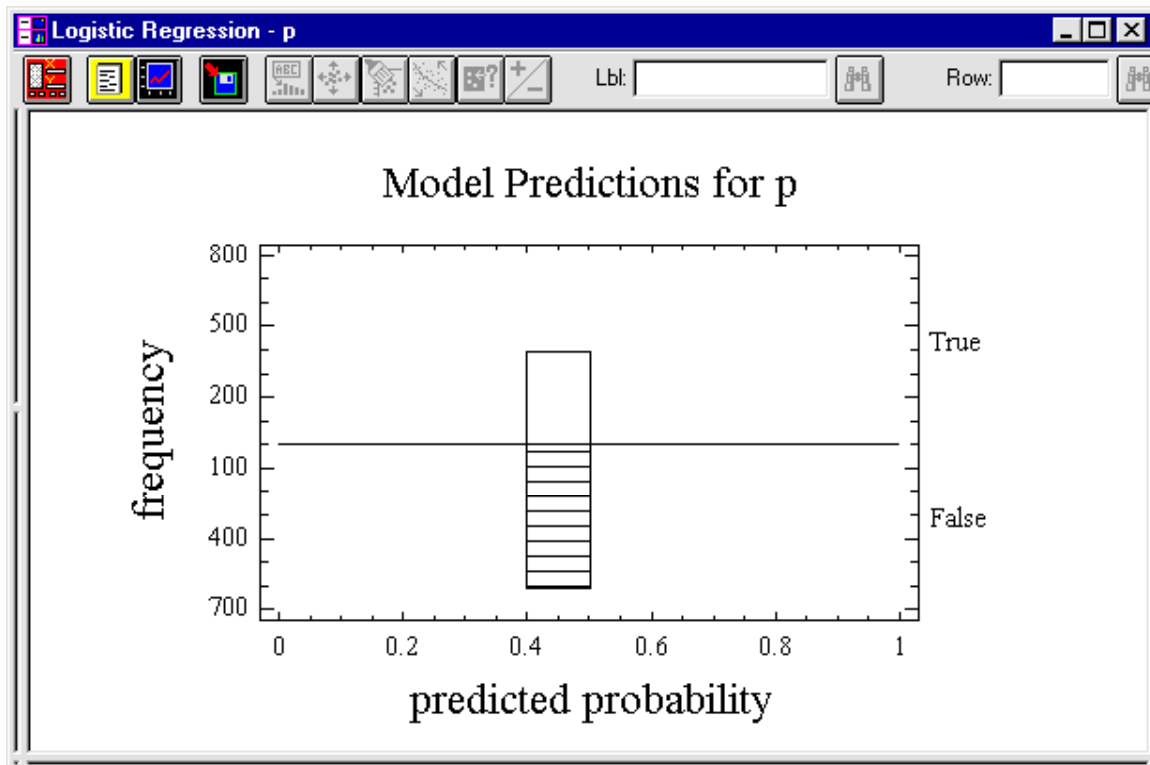 Logistic Regression - p
ABC ? + - Lbl: Row:
Model Predictions for p
frequency
800
500
200
100
400
700
True
False
0 0.2 0.4 0.6 0.8 1
predicted probability